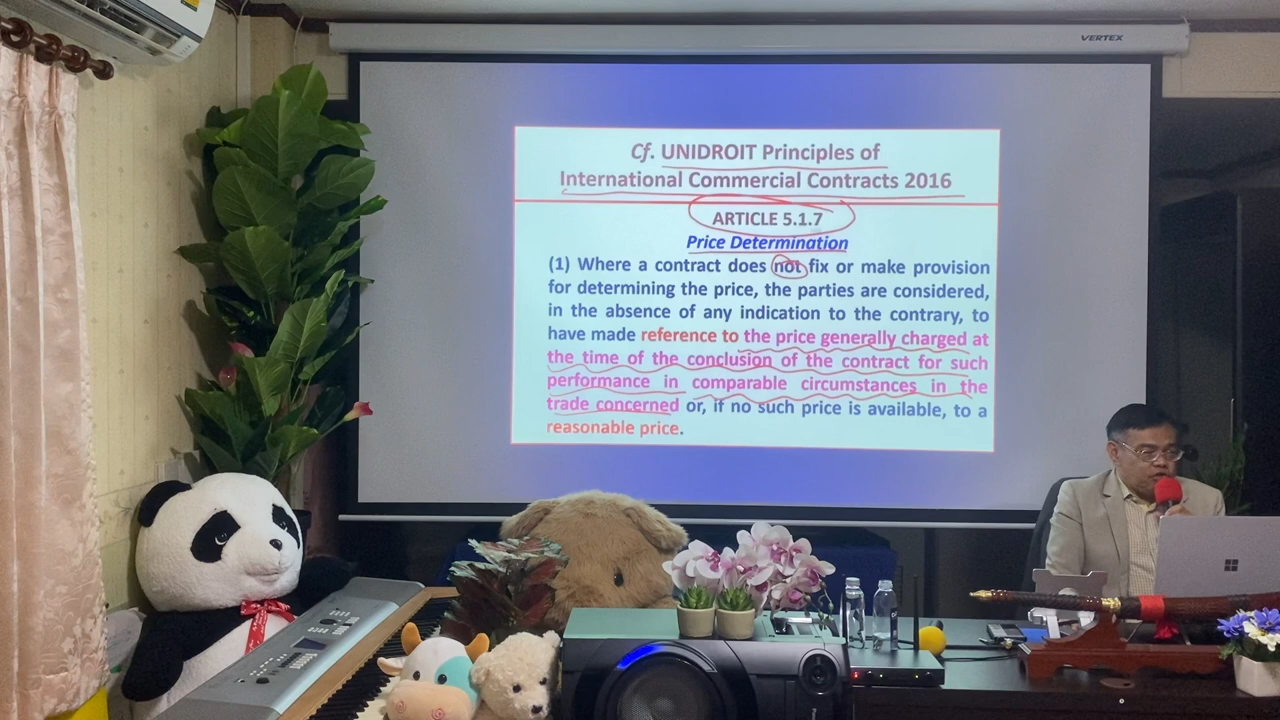 VERTEX
Cf. UNIDROIT Principles of
International Commercial Contracts 2016
ARTICLE 5.1.7
Price Determination
(1) Where a contract does not fix or make provision
for determining the price, the parties are considered,
in the absence of any indication to the contrary, to
have made reference to the price generally charged at
the time of the conclusion of the contract for such
performance in comparable circumstances in the
trade concerned or, if no such price is available, to a
reasonable price.